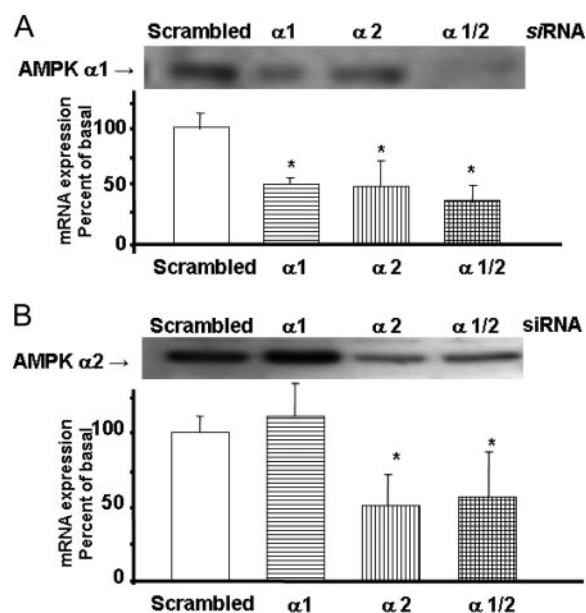 A
Scrambled α1 α 2 α 1/2 siRNA
AMPK α1 →
mRNA expression
Percent of basal
100
50
0
* * *
Scrambled α1 α 2 α 1/2
B
Scrambled α1 α 2 α 1/2 siRNA
AMPK α2 →
mRNA expression
Percent of basal
100
50
0
* *
Scrambled α1 α 2 α 1/2